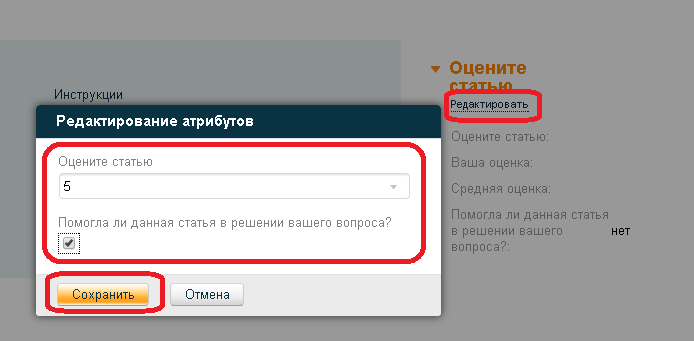 Инструкции
Редактирование атрибутов
Оцените статью
5
Помогла ли данная статья в решении вашего вопроса?
Сохранить
Отмена
Оцените
статью
Редактировать
Оцените статью:
Ваша оценка:
Средняя оценка:
Помогла ли данная статья
в решении вашего нет
вопроса?: